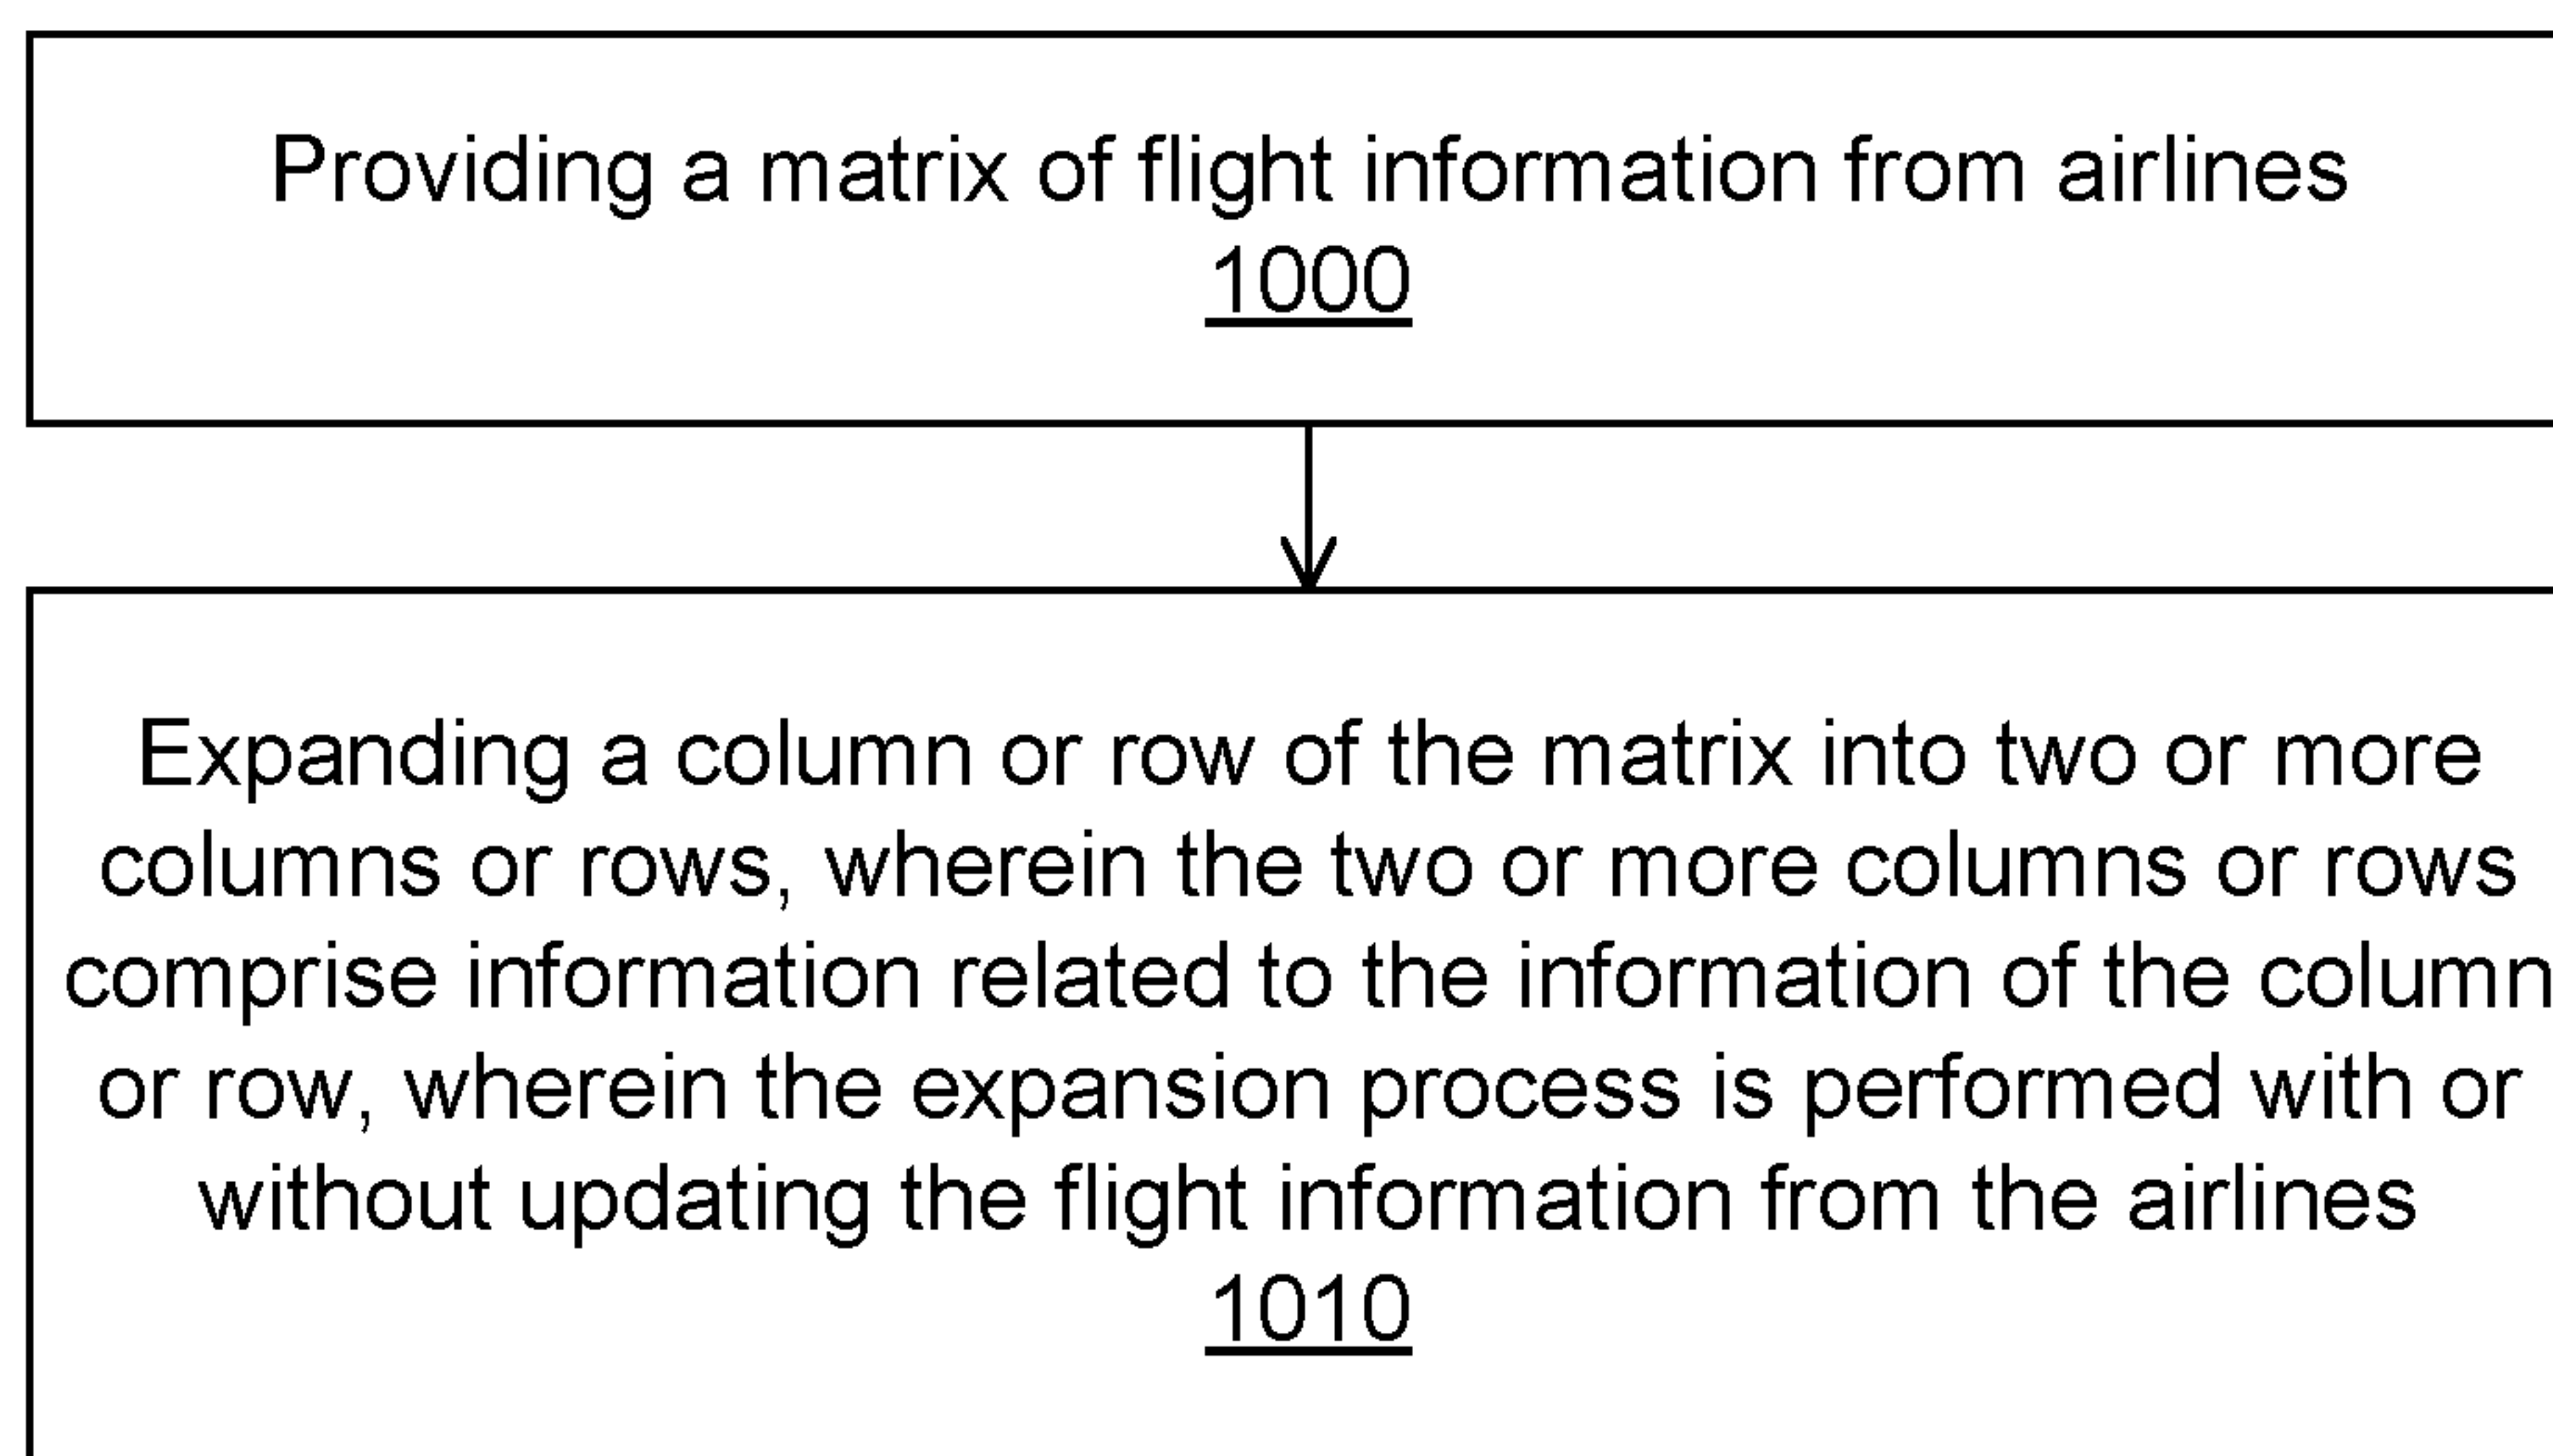 Providing a matrix of flight information from airlines
1000
Expanding a column or row of the matrix into two or more
columns or rows, wherein the two or more columns or rows
comprise information related to the information of the column
or row, wherein the expansion process is performed with or
without updating the flight information from the airlines
1010